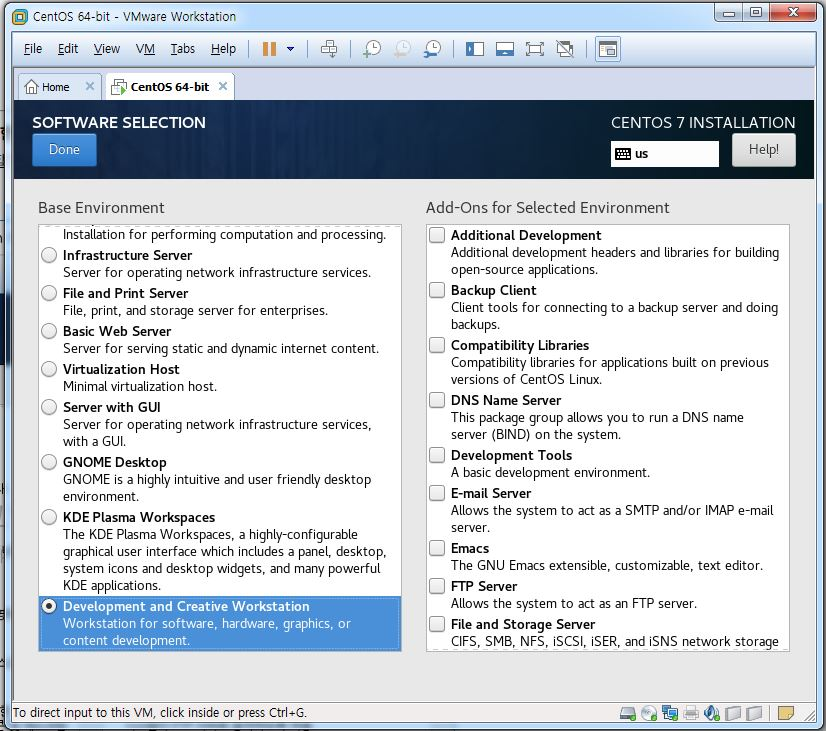 CentOS 64-bit - VMware Workstation
File Edit View VM Tabs Help
Home
CentOS 64-bit
SOFTWARE SELECTION
Done
CENTOS 7 INSTALLATION
us
Help!
Base Environment
Installation for performing computation and processing.
Infrastructure Server
Server for operating network infrastructure services.
File and Print Server
File, print, and storage server for enterprises.
Basic Web Server
Server for serving static and dynamic internet content.
Virtualization Host
Minimal virtualization host.
Server with GUI
Server for operating network infrastructure services,
with a GUI.
GNOME Desktop
GNOME is a highly intuitive and user friendly desktop
environment.
KDE Plasma Workspaces
The KDE Plasma Workspaces, a highly-configurable
graphical user interface which includes a panel, desktop,
system icons and desktop widgets, and many powerful
KDE applications.
Development and Creative Workstation
Workstation for software, hardware, graphics, or
content development.
Add-Ons for Selected Environment
Additional Development
Additional development headers and libraries for building
open-source applications.
Backup Client
Client tools for connecting to a backup server and doing
backups.
Compatibility Libraries
Compatibility libraries for applications built on previous
versions of CentOS Linux.
DNS Name Server
This package group allows you to run a DNS name
server (BIND) on the system.
Development Tools
A basic development environment.
E-mail Server
Allows the system to act as a SMTP and/or IMAP e-mail
server.
Emacs
The GNU Emacs extensible, customizable, text editor.
FTP Server
Allows the system to act as an FTP server.
File and Storage Server
CIFS, SMB, NFS, iSCSI, iSER, and iSNS network storage
To direct input to this VM, click inside or press Ctrl+G.